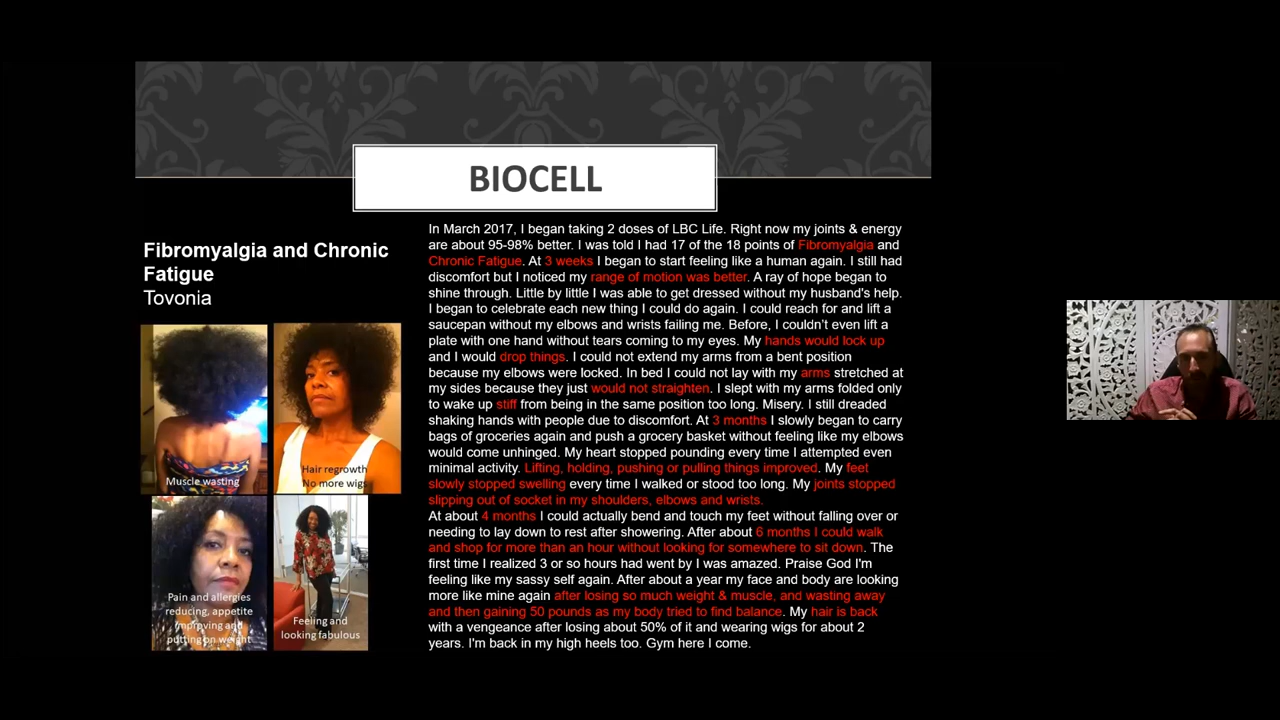 BIOCELL
Fibromyalgia and Chronic
Fatigue
Tovonia
Muscle wasting
Hair regrowth
No more wigs
Pain and allergies
reducing, appetite
improving and
putting on weight
Feeling and
looking fabulous
In March 2017, I began taking 2 doses of LBC Life. Right now my joints & energy
are about 95-98% better. I was told I had 17 of the 18 points of Fibromyalgia and
Chronic Fatigue. At 3 weeks I began to start feeling like a human again. I still had
discomfort but I noticed my range of motion was better. A ray of hope began to
shine through. Little by little I was able to get dressed without my husband's help.
I began to celebrate each new thing I could do again. I could reach for and lift a
saucepan without my elbows and wrists failing me. Before, I couldn't even lift a
plate with one hand without tears coming to my eyes. My hands would lock up
and I would drop things. I could not extend my arms from a bent position
because my elbows were locked. In bed I could not lay with my arms stretched at
my sides because they just would not straighten. I slept with my arms folded only
to wake up stiff from being in the same position too long. Misery. I still dreaded
shaking hands with people due to discomfort. At 3 months I slowly began to carry
bags of groceries again and push a grocery basket without feeling like my elbows
would come unhinged. My heart stopped pounding every time I attempted even
minimal activity. Lifting, holding, pushing or pulling things improved. My feet
slowly stopped swelling every time I walked or stood too long. My joints stopped
slipping out of socket in my shoulders, elbows and wrists.
At about 4 months I could actually bend and touch my feet without falling over or
needing to lay down to rest after showering. After about 6 months I could walk
and shop for more than an hour without looking for somewhere to sit down. The
first time I realized 3 or so hours had went by I was amazed. Praise God I'm
feeling like my sassy self again. After about a year my face and body are looking
more like mine again after losing so much weight & muscle, and wasting away
and then gaining 50 pounds as my body tried to find balance. My hair is back
with a vengeance after losing about 50% of it and wearing wigs for about 2
years. I'm back in my high heels too. Gym here I come.